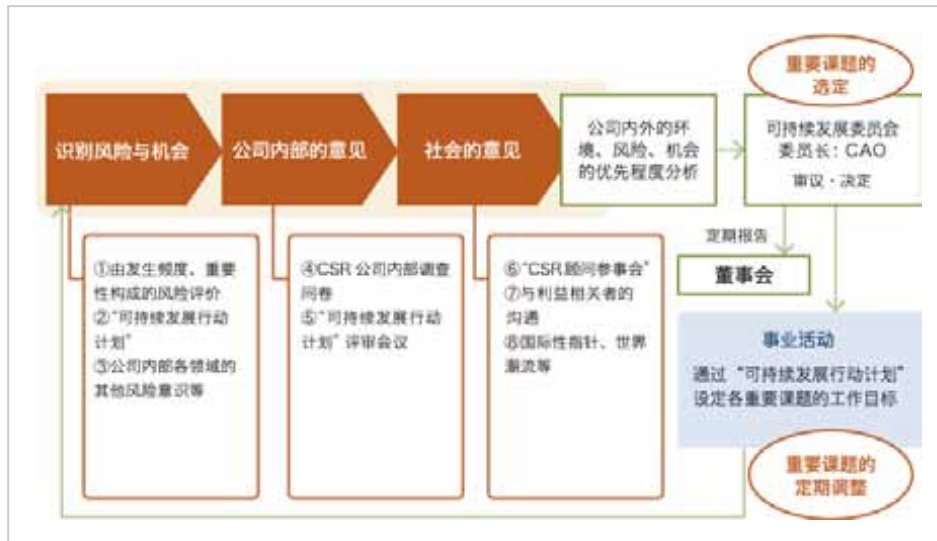 重要课题的
选定
识别风险与机会
公司内部的意见
社会的意见
公司内外的环
境、风险、机会
的优先程度分析
可持续发展委员会
委员长：CAO
审议·决定
①由发生频度、重要
性构成的风险评价
②“可持续发展行动
计划”
③公司内部各领域的
其他风险意识等
④CSR 公司内部调查
问卷
⑤“可持续发展行动
计划” 评审会议
⑥“CSR 顾问参事会”
⑦与利益相关者的
沟通
⑧国际性指针、世界
潮流等
定期报告
董事会
事业活动
通过“可持续发展行动计划”
设定各重要课题的工作目标
重要课题的
定期调整